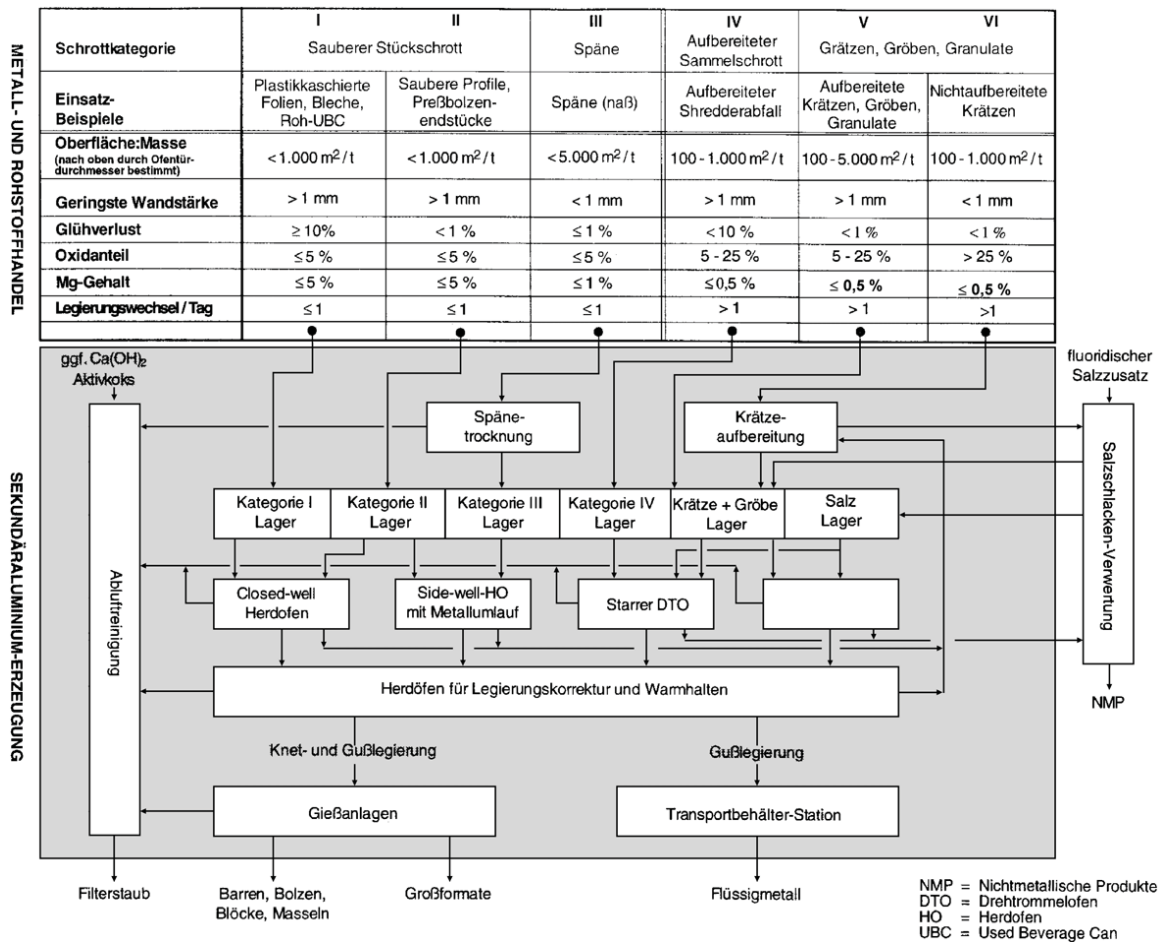 METALL- UND ROHSTOFFHANDEL
I II III IV V VI
Schrottkategorie
Sauberer Stückschrott
Späne
Aufbereiteter
Sammelschrott
Grätzen, Gröben, Granulate
Einsatz-
Beispiele
Plastikkaschierte
Folien, Bleche,
Roh-UBC
Saubere Profile,
Preßbolzen-
endstücke
Späne (naß)
Aufbereiteter
Shredderabfall
Aufbereitete
Krätzen, Gröben,
Granulate
Nichtaufbereitete
Krätzen
Oberfläche:Masse
(nach oben durch Ofentür-
durchmesser bestimmt)
<1.000 m²/t <1.000 m²/t <5.000 m²/t 100-1.000 m²/t 100-5.000 m²/t 100-1.000 m²/t
Geringste Wandstärke > 1 mm > 1 mm < 1 mm > 1 mm > 1 mm < 1 mm
Glühverlust ≥ 10% < 1 % ≤ 1 % <10 % <1 % <1 %
Oxidanteil ≤5 % ≤5 % ≤5 % 5 - 25 % 5 - 25 % > 25 %
Mg-Gehalt ≤5 % ≤5 % ≤1 % ≤0,5 % ≤ 0,5 % ≤ 0,5 %
Legierungswechsel / Tag ≤ 1 ≤ 1 ≤ 1 > 1 > 1 >1
SEKUNDÄRALUMINIUM-ERZEUGUNG
ggf. Ca(OH)₂
Aktivkoks
fluoridischer
Salzzusatz
Späne-
trocknung
Krätze-
aufbereitung
Kategorie I
Lager
Kategorie II
Lager
Kategorie III
Lager
Kategorie IV
Lager
Krätze + Gröbe
Lager
Salz
Lager
Abluftreinigung
Salzschlacken-Verwertung
Closed-well
Herdofen
Side-well-HO
mit Metallumlauf
Starrer DTO
Herdöfen für Legierungskorrektur und Warmhalten
NMP
Knet- und Gußlegierung
Gußlegierung
Gießanlagen
Transportbehälter-Station
Filterstaub
Barren, Bolzen,
Blöcke, Masseln
Großformate
Flüssigmetall
NMP = Nichtmetallische Produkte
DTO = Drehtrommelofen
HO = Herdofen
UBC = Used Beverage Can